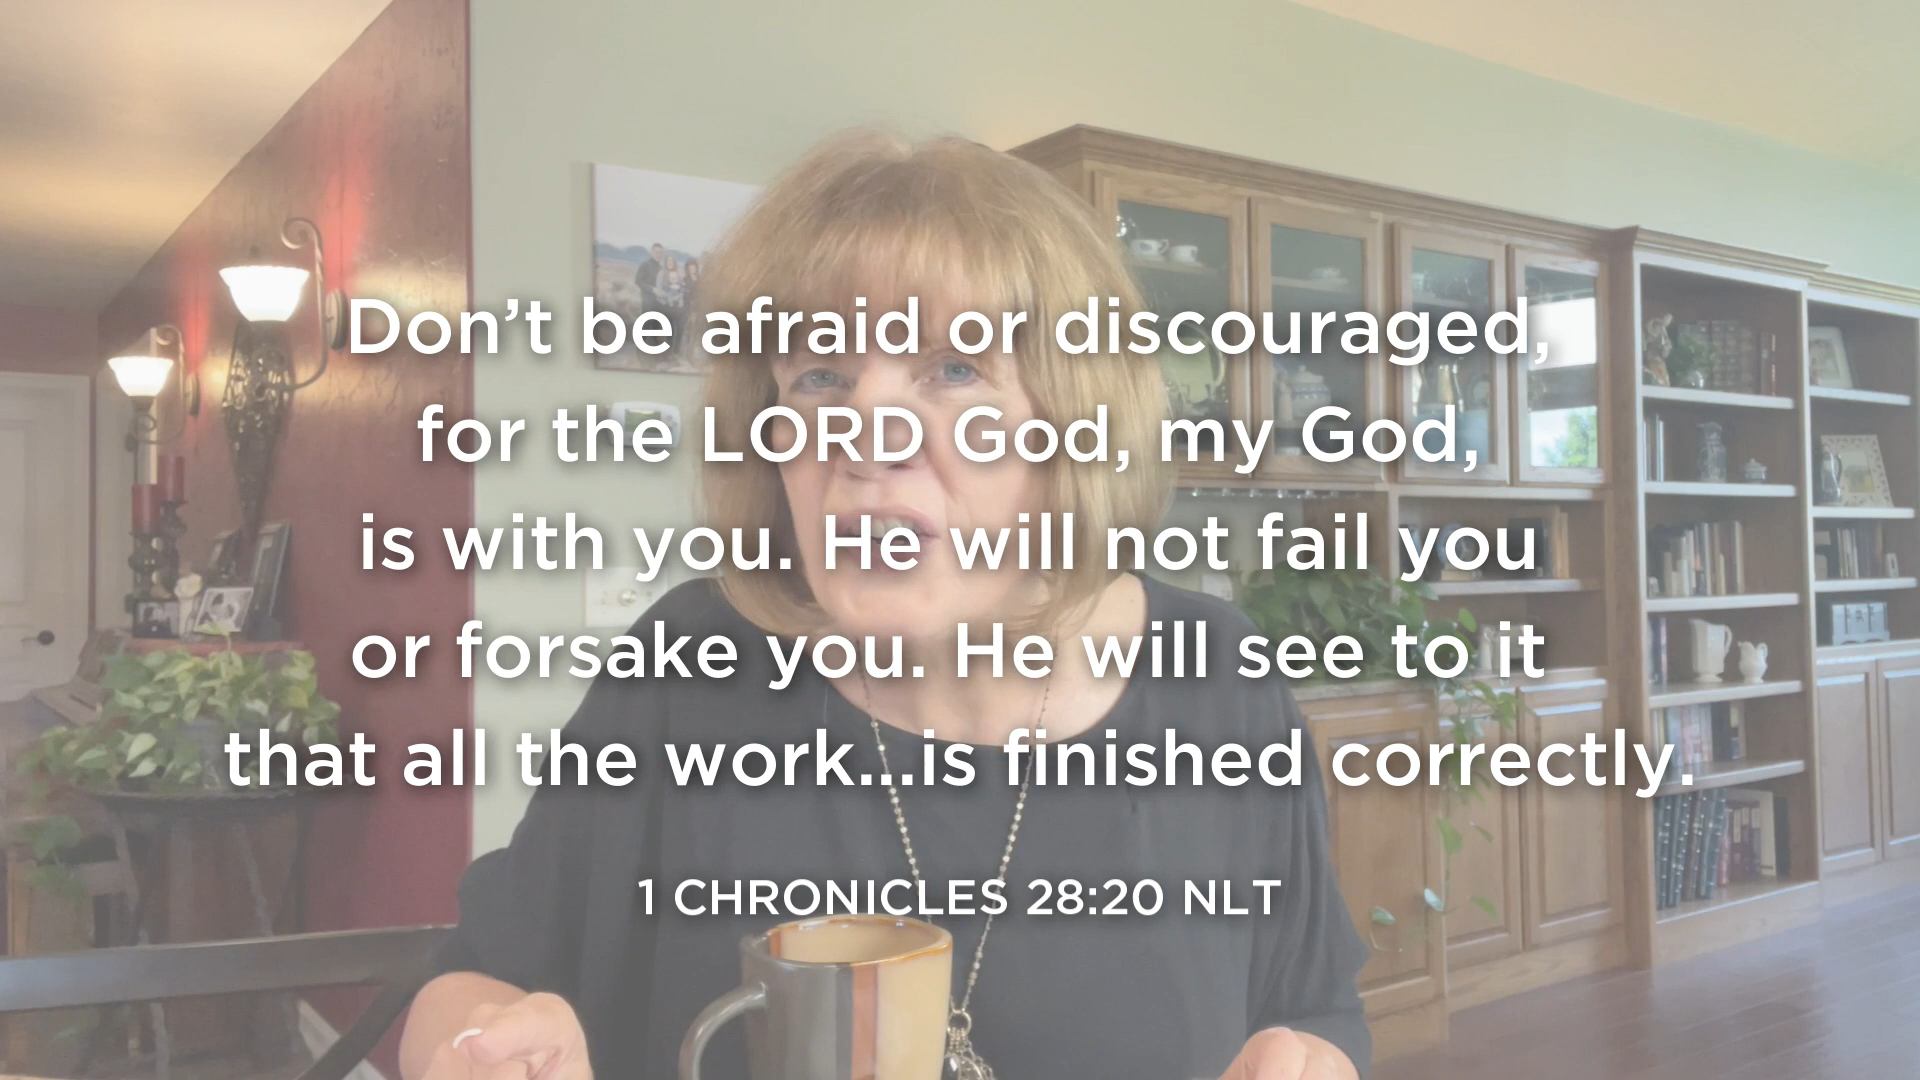 Don’t be afraid or discouraged,
for the LORD God, my God,
is with you. He will not fail you
or forsake you. He will see to it
that all the work...is finished correctly.
1 CHRONICLES 28:20 NLT